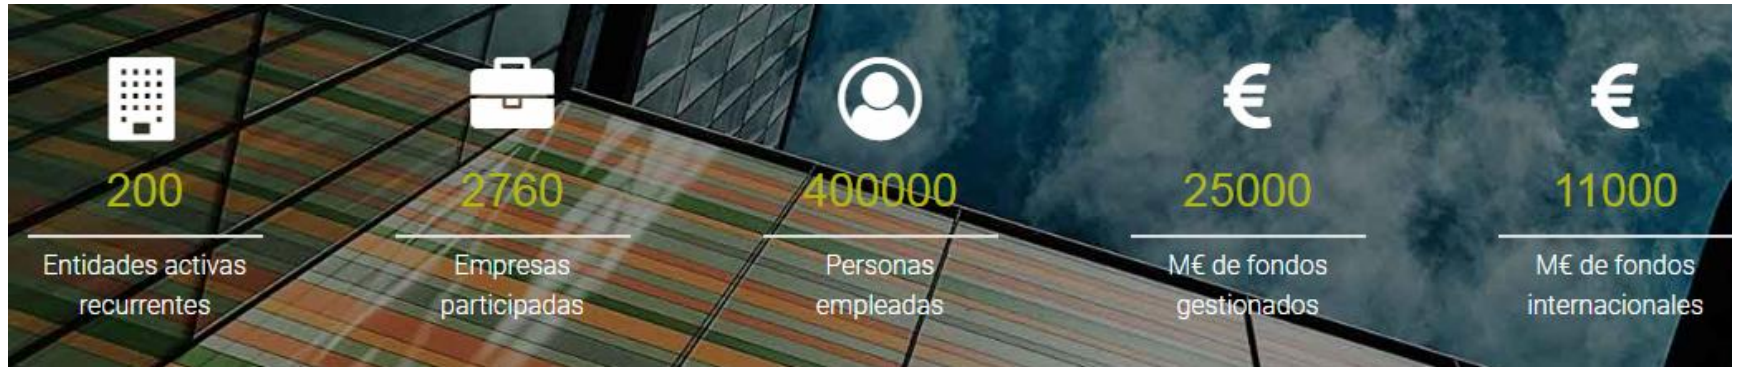 200
Entidades activas
recurrentes
2760
Empresas
participadas
400000
Personas
empleadas
25000
M€ de fondos
gestionados
11000
M€ de fondos
internacionales